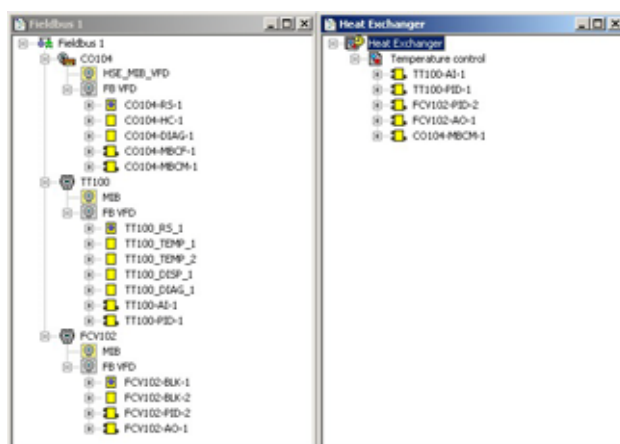 Fieldbus 1
Fieldbus 1
CO104
HSE_MIB_VFD
FB VFD
CO104-RS-1
CO104-HC-1
CO104-DIAG-1
CO104-MBCF-1
CO104-MBCM-1
TT100
MIB
FB VFD
TT100_RS_1
TT100_TEMP_1
TT100_TEMP_2
TT100_DISP_1
TT100_DIAG_1
TT100-AI-1
TT100-PID-1
FCV102
MIB
FB VFD
FCV102-BLK-1
FCV102-BLK-2
FCV102-PID-2
FCV102-AO-1
Heat Exchanger
Heat Exchanger
Temperature control
TT100-AI-1
TT100-PID-1
FCV102-PID-2
FCV102-AO-1
CO104-MBCM-1